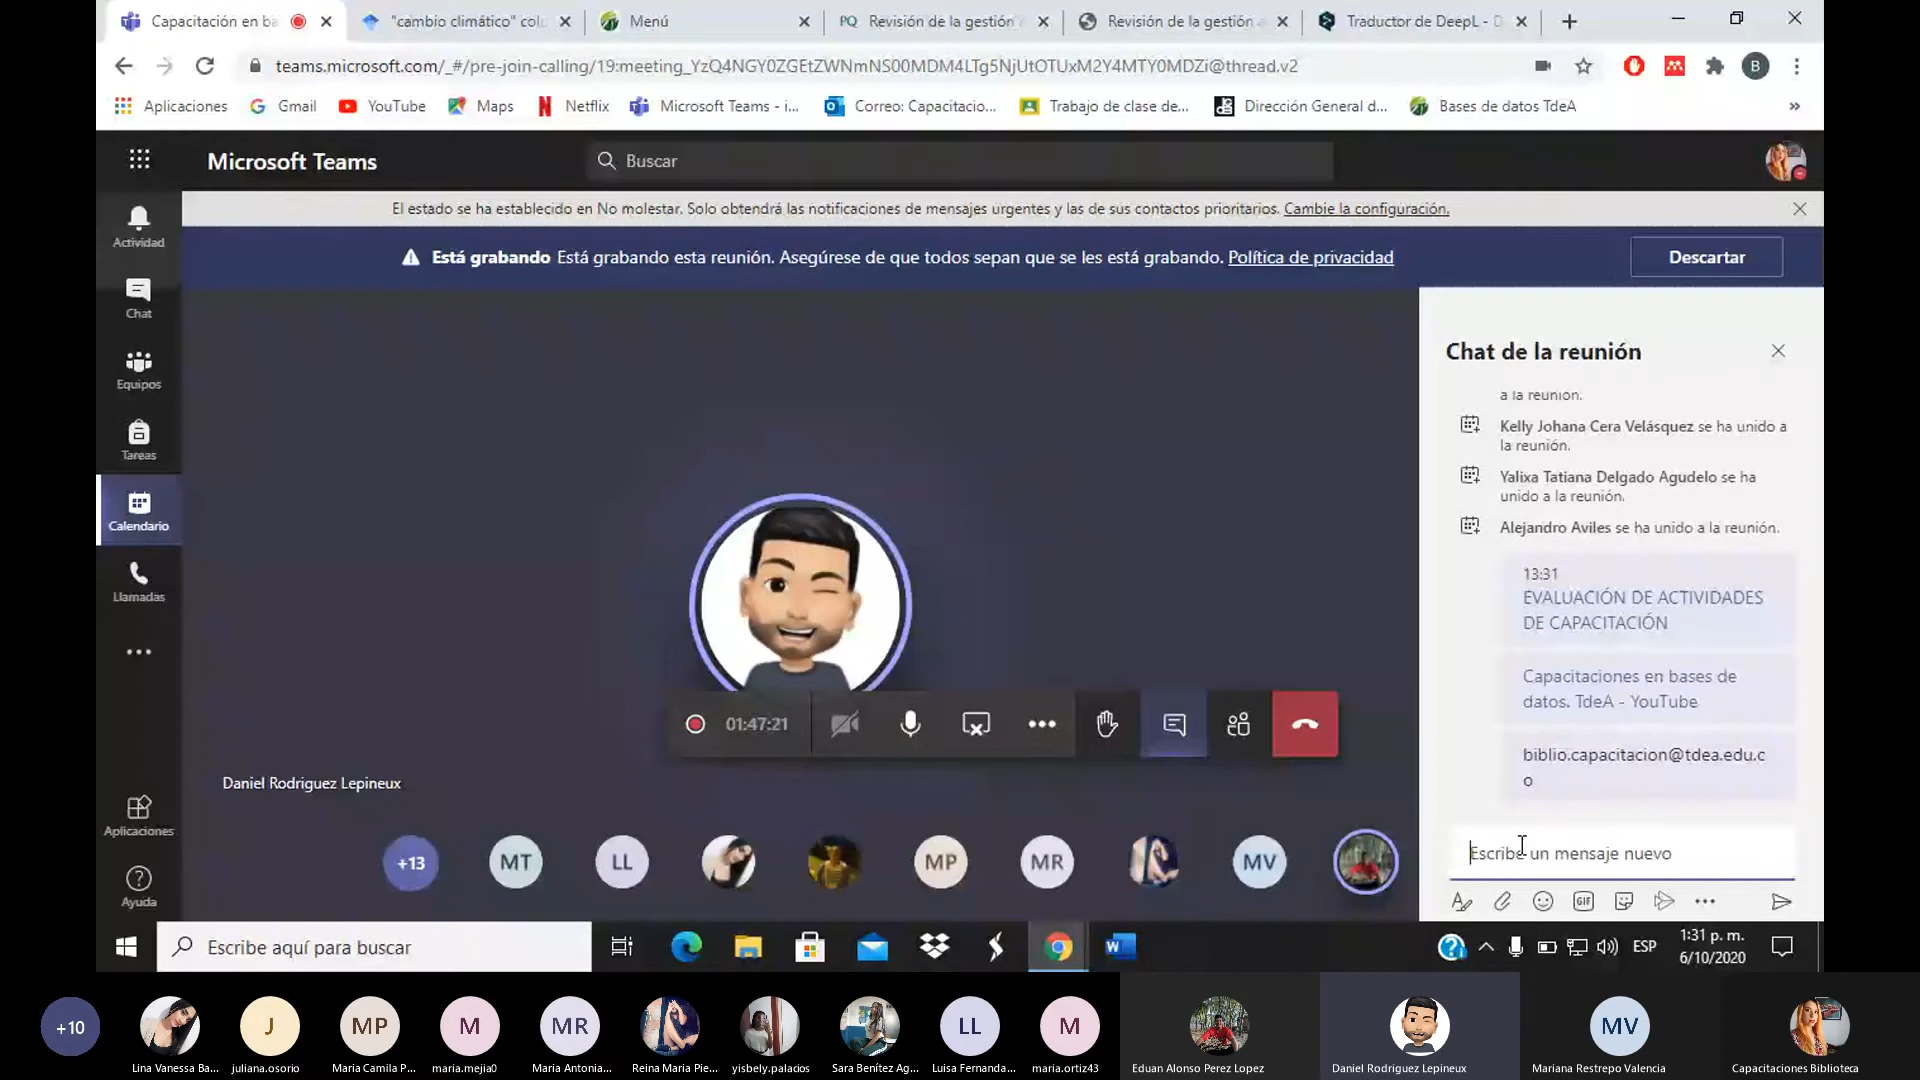 Capacitación en ba
"cambio climático" col
Menú
PQ Revisión de la gestión
Revisión de la gestión
Traductor de DeepL - D
teams.microsoft.com/_#/pre-join-calling/19:meeting_YzQ4NGY0ZGEtZWNmNS00MDM4LTg5NjUtOTUxM2Y4MTY0MDZi@thread.v2
B
Aplicaciones
Gmail
YouTube
Maps
Netflix
Microsoft Teams - i...
Correo: Capacitacio...
Trabajo de clase de...
Dirección General d...
Bases de datos TdeA
»
Microsoft Teams
Buscar
El estado se ha establecido en No molestar. Solo obtendrá las notificaciones de mensajes urgentes y las de sus contactos prioritarios. Cambie la configuración.
Está grabando Está grabando esta reunión. Asegúrese de que todos sepan que se les está grabando. Política de privacidad
Descartar
Actividad
Chat
Equipos
Tareas
Calendario
Llamadas
Aplicaciones
Ayuda
01:47:21
Daniel Rodriguez Lepineux
+13
MT
LL
MP
MR
MV
Chat de la reunión
a la reunión.
Kelly Johana Cera Velásquez se ha unido a
la reunión.
Yalixa Tatiana Delgado Agudelo se ha
unido a la reunión.
Alejandro Aviles se ha unido a la reunión.
13:31
EVALUACIÓN DE ACTIVIDADES
DE CAPACITACIÓN
Capacitaciones en bases de
datos. TdeA - YouTube
biblio.capacitacion@tdea.edu.c
o
Escribe un mensaje nuevo
GIF
Escribe aquí para buscar
ESP
1:31 p. m.
6/10/2020
+10
J
MP
M
MR
LL
M
MV
Lina Vanessa Ba...
juliana.osorio
Maria Camila P...
maria.mejia0
Maria Antonia...
Reina Maria Pie...
yisbely.palacios
Sara Benítez Ag...
Luisa Fernanda...
maria.ortiz43
Eduan Alonso Perez Lopez
Daniel Rodriguez Lepineux
Mariana Restrepo Valencia
Capacitaciones Biblioteca